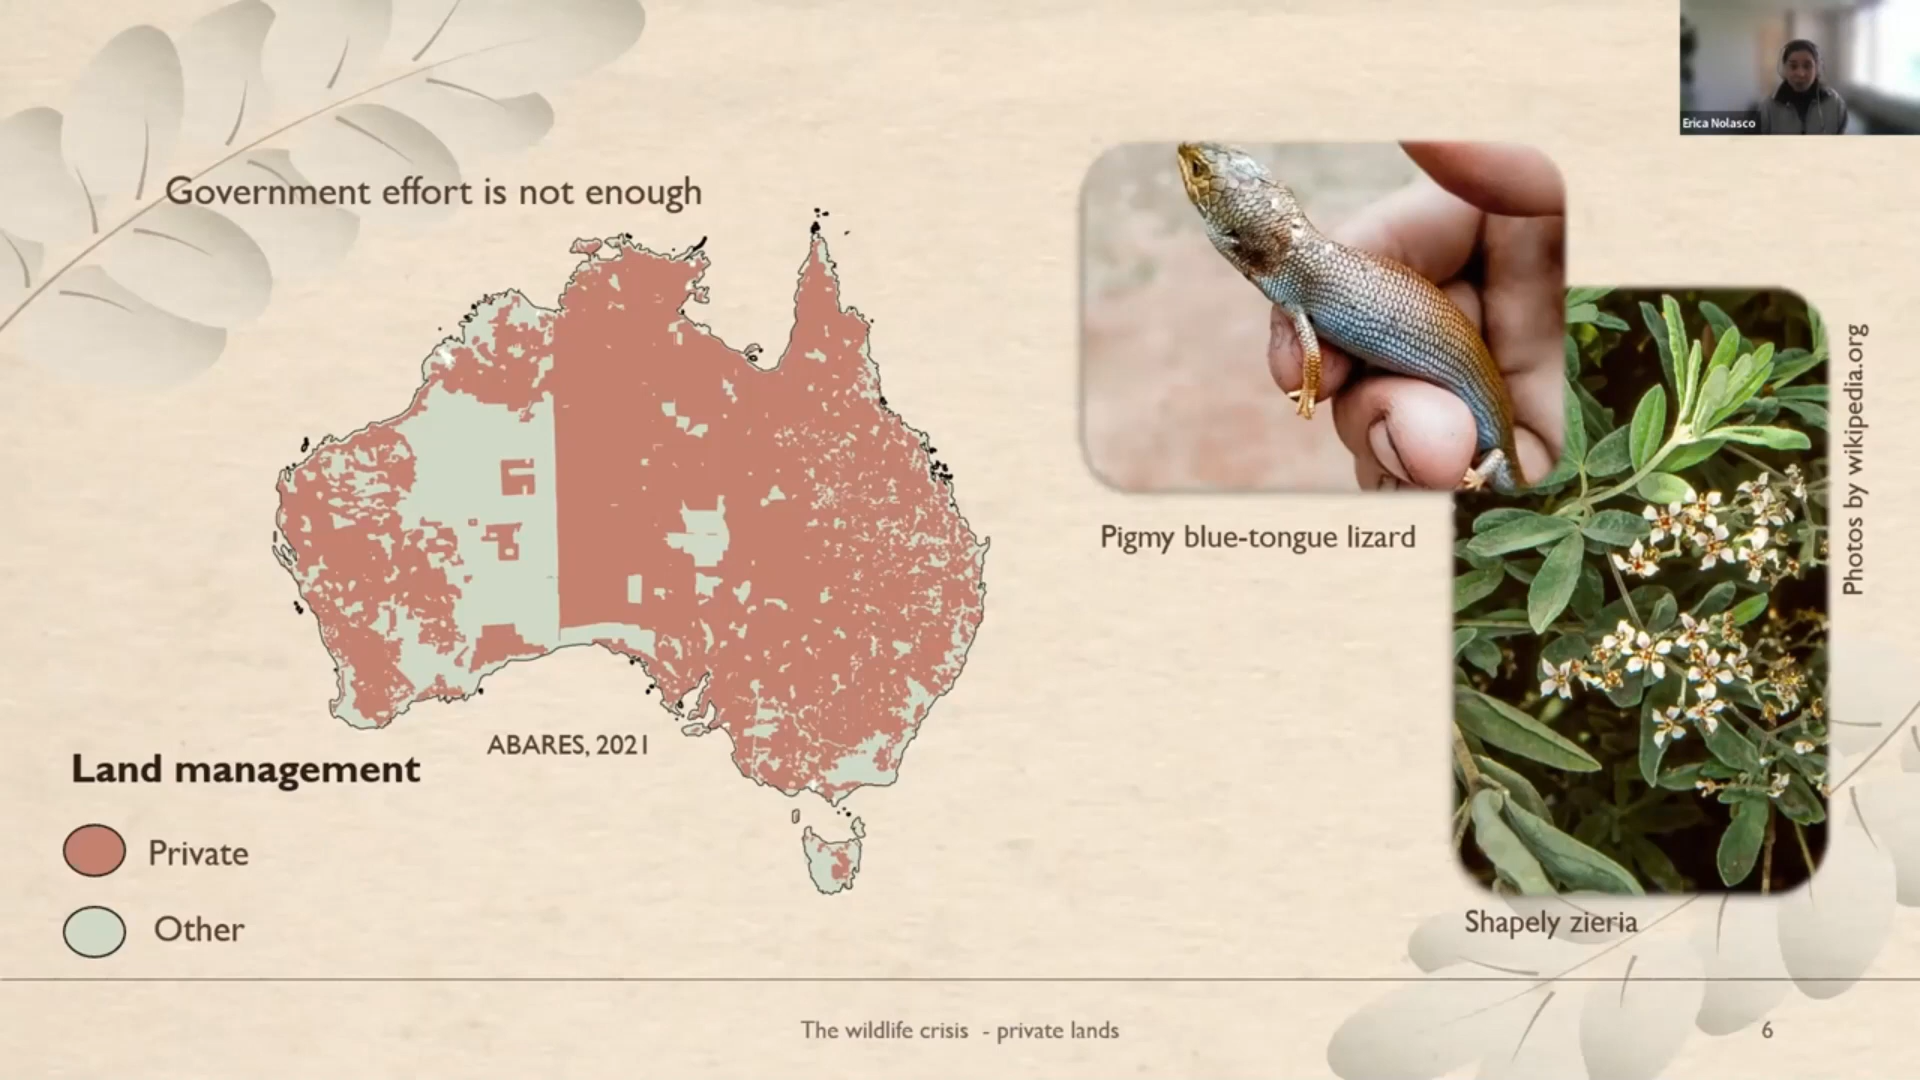 Erica Nolasco
Government effort is not enough
Photos by wikipedia.org
Pigmy blue-tongue lizard
ABARES, 2021
Land management
Private
Other
Shapely zieria
The wildlife crisis - private lands
6